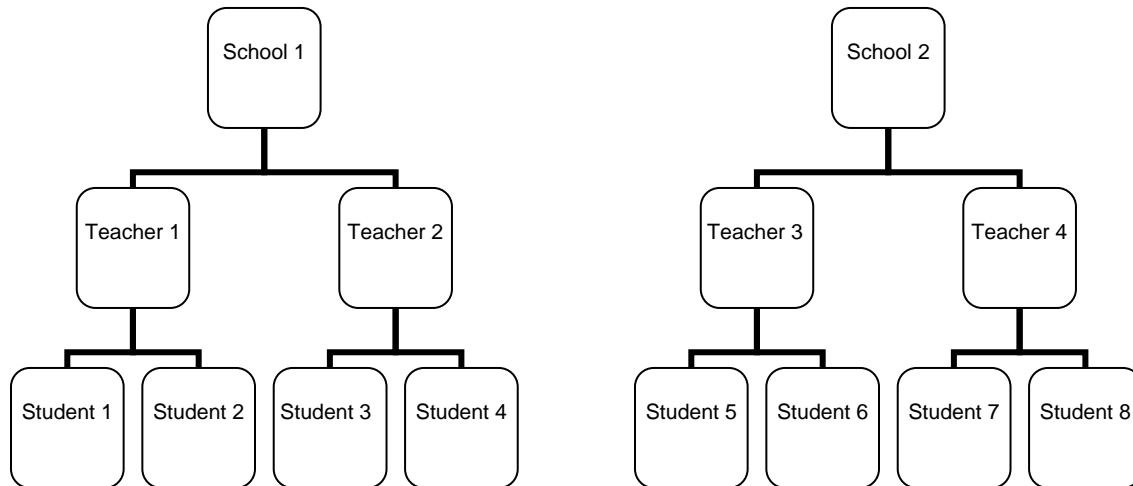 School 1
School 2
Teacher 1
Teacher 2
Teacher 3
Teacher 4
Student 1
Student 2
Student 3
Student 4
Student 5
Student 6
Student 7
Student 8